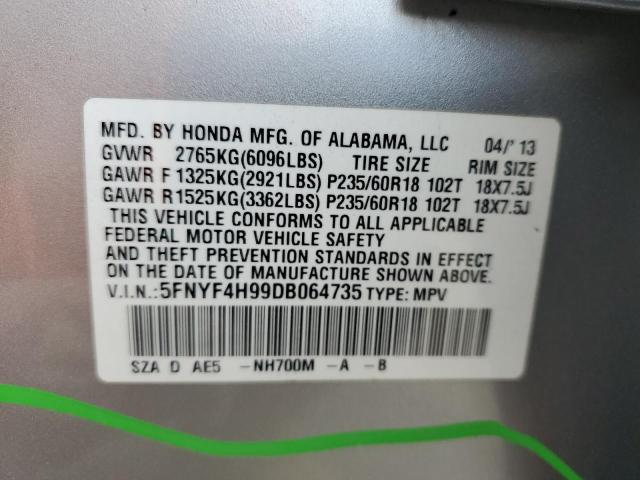 MFD. BY HONDA MFG. OF ALABAMA, LLC 04/'13
GVWR 2765KG(6096LBS) TIRE SIZE RIM SIZE
GAWR F 1325KG(2921LBS) P235/60R18 102T 18X7.5J
GAWR R 1525KG(3362LBS) P235/60R18 102T 18X7.5J
THIS VEHICLE CONFORMS TO ALL APPLICABLE
FEDERAL MOTOR VEHICLE SAFETY
AND THEFT PREVENTION STANDARDS IN EFFECT
ON THE DATE OF MANUFACTURE SHOWN ABOVE.
V.I.N.:5FNYF4H99DB064735 TYPE: MPV
SZA D AE5 -NH700M -A -B